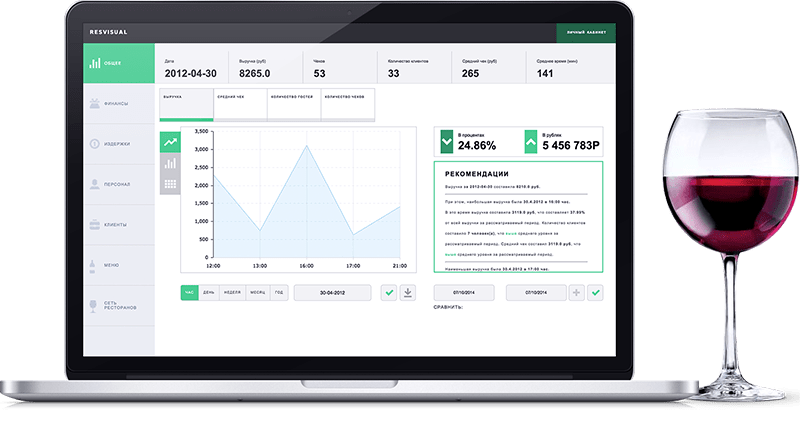 RESVISUAL
ЛИЧНЫЙ КАБИНЕТ
ОБЩЕЕ
ФИНАНСЫ
ИЗДЕРЖКИ
ПЕРСОНАЛ
КЛИЕНТЫ
МЕНЮ
СЕТЬ
РЕСТОРАНОВ
Дата
2012-04-30
Выручка (руб)
8265.0
Чеков
53
Количество клиентов
33
Средний чек (руб)
265
Среднее время (мин)
141
ВЫРУЧКА
СРЕДНИЙ ЧЕК
КОЛИЧЕСТВО ГОСТЕЙ
КОЛИЧЕСТВО ЧЕКОВ
3,500
3,000
2,500
2,000
1,500
1,000
500
0
12:00 13:00 16:00 17:00 21:00
ЧАС ДЕНЬ НЕДЕЛЯ МЕСЯЦ ГОД
30-04-2012
В процентах
24.86%
В рублях
5 456 783Р
РЕКОМЕНДАЦИИ
Выручка за 2012-04-30 составила 8210.0 руб.
При этом, наибольшая выручка была 30.4.2012 в 16:00 час.
В это время выручка составила 3119.0 руб, что составляет 37.99%
от всей выручки за рассматриваемый период. Количество клиентов
составило 7 человек(а), что выше среднего уровня за
рассматриваемый период. Средний чек составил 3119.0 руб, что
выше среднего уровня за рассматриваемый период.
Наименьшая выручка была 30.4.2012 в 17:00 час.
07/10/2014
07/10/2014
СРАВНИТЬ: